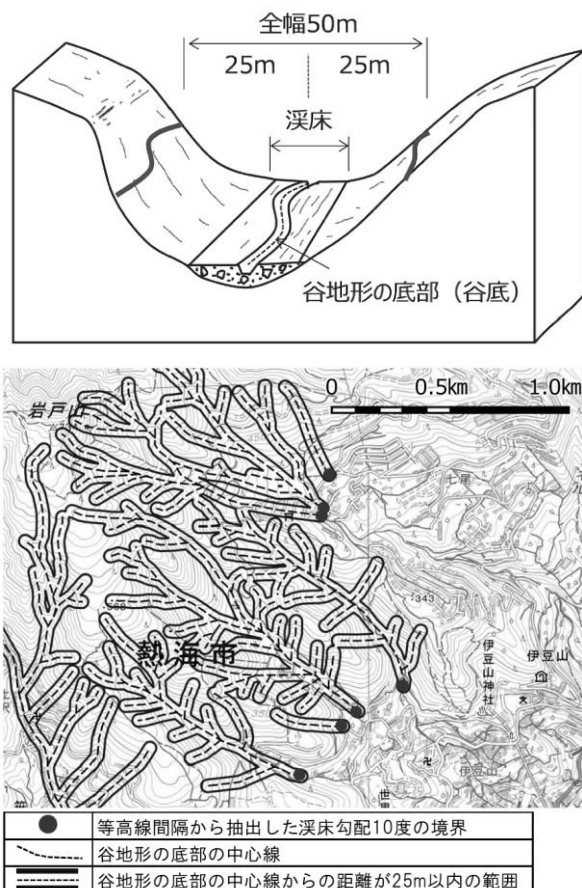 全幅50m
25m 25m
渓床
谷地形の底部（谷底）
岩戸山
0 0.5km 1.0km
七尾
・343
熱海市
伊豆山神社
伊豆山
伊豆山
等高線間隔から抽出した渓床勾配10度の境界
谷地形の底部の中心線
谷地形の底部の中心線からの距離が25m以内の範囲